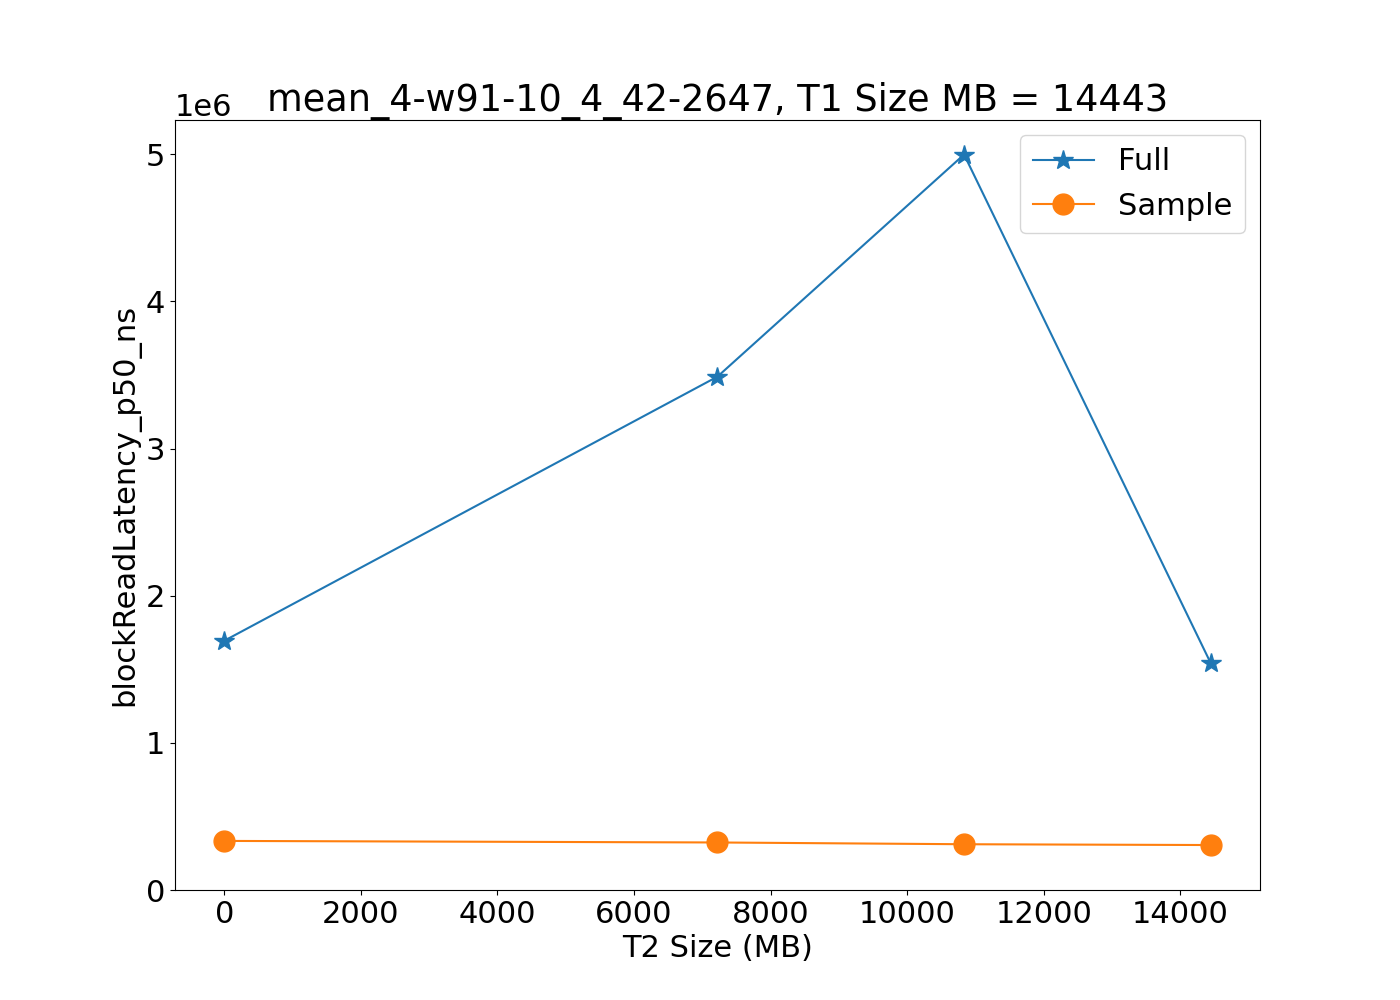 mean_4-w91-10_4_42-2647, T1 Size MB = 14443
1e6
Full
Sample
5
4
3
2
1
0
blockReadLatency_p50_ns
0 2000 4000 6000 8000 10000 12000 14000
T2 Size (MB)